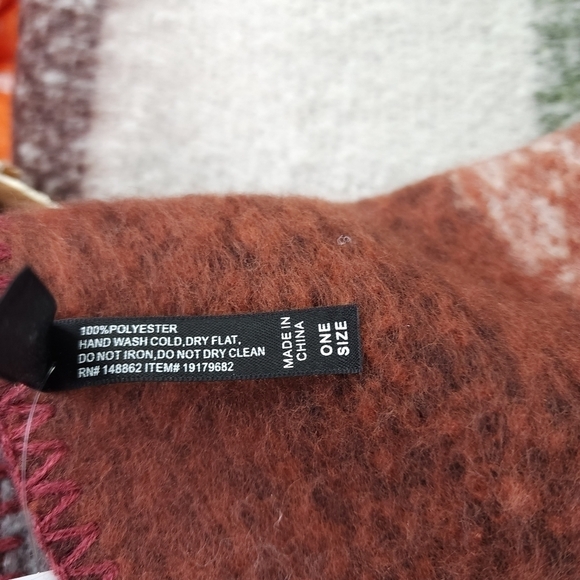 100%POLYESTER
HAND WASH COLD,DRY FLAT,
DO NOT IRON,DO NOT DRY CLEAN
RN# 148862 ITEM# 19179682
MADE IN
CHINA
ONE
SIZE